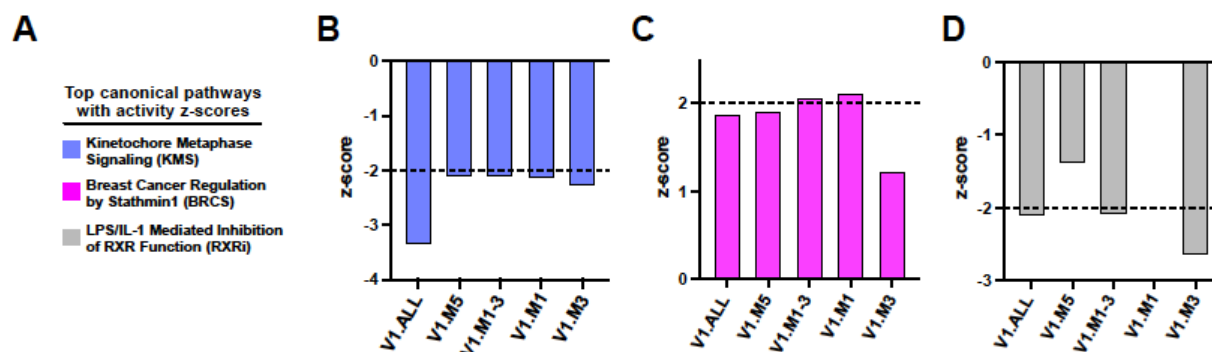 A
Top canonical pathways
with activity z-scores
Kinetochore Metaphase
Signaling (KMS)
Breast Cancer Regulation
by Stathmin1 (BRCS)
LPS/IL-1 Mediated Inhibition
of RXR Function (RXRi)
B
z-score
0
-1
-2
-3
-4
V1.ALL
V1.M5
V1.M1-3
V1.M1
V1.M3
C
z-score
2
1
0
V1.ALL
V1.M5
V1.M1-3
V1.M1
V1.M3
D
z-score
0
-1
-2
-3
V1.ALL
V1.M5
V1.M1-3
V1.M1
V1.M3